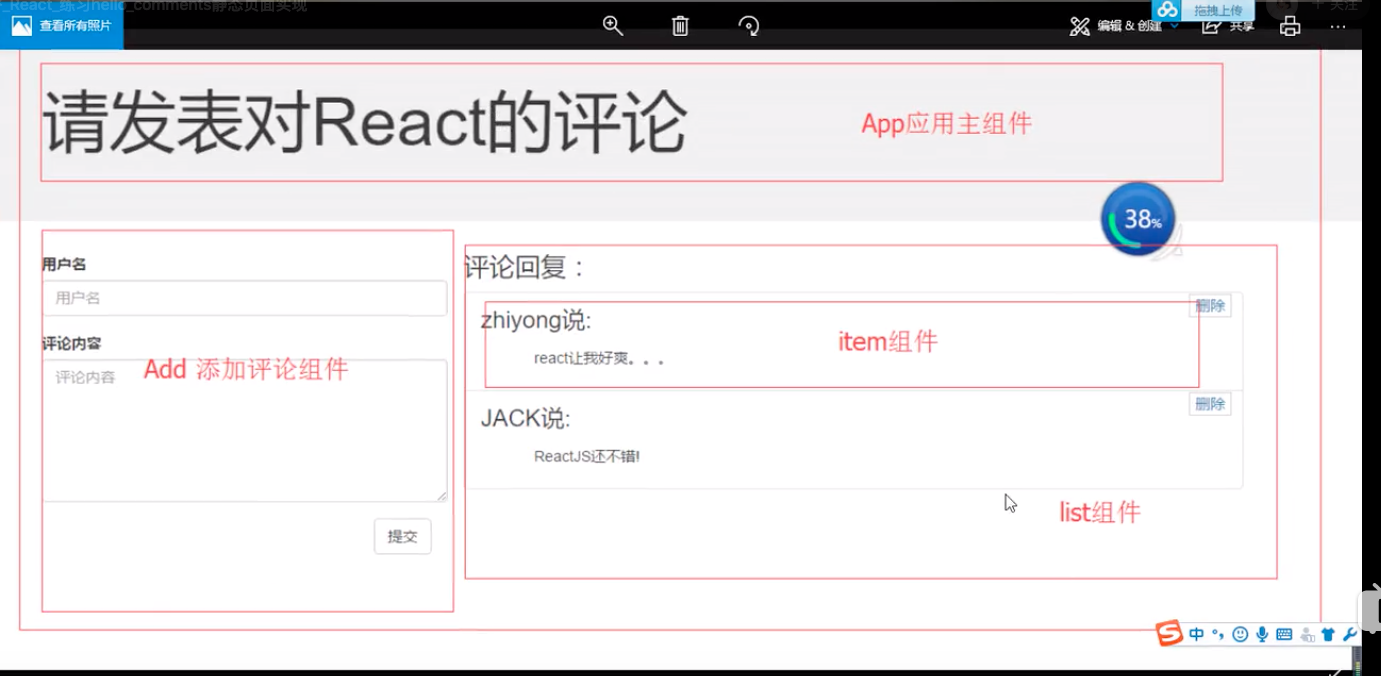 React_练习hello_comments静态页面实现
+ 关注
查看所有照片
拖拽上传
编辑 & 创建
共享
请发表对React的评论
App应用主组件
38%
用户名
用户名
评论内容
评论内容
Add 添加评论组件
提交
评论回复：
删除
zhiyong说:
item组件
react让我好爽。。。
删除
JACK说:
ReactJS还不错!
list组件
中